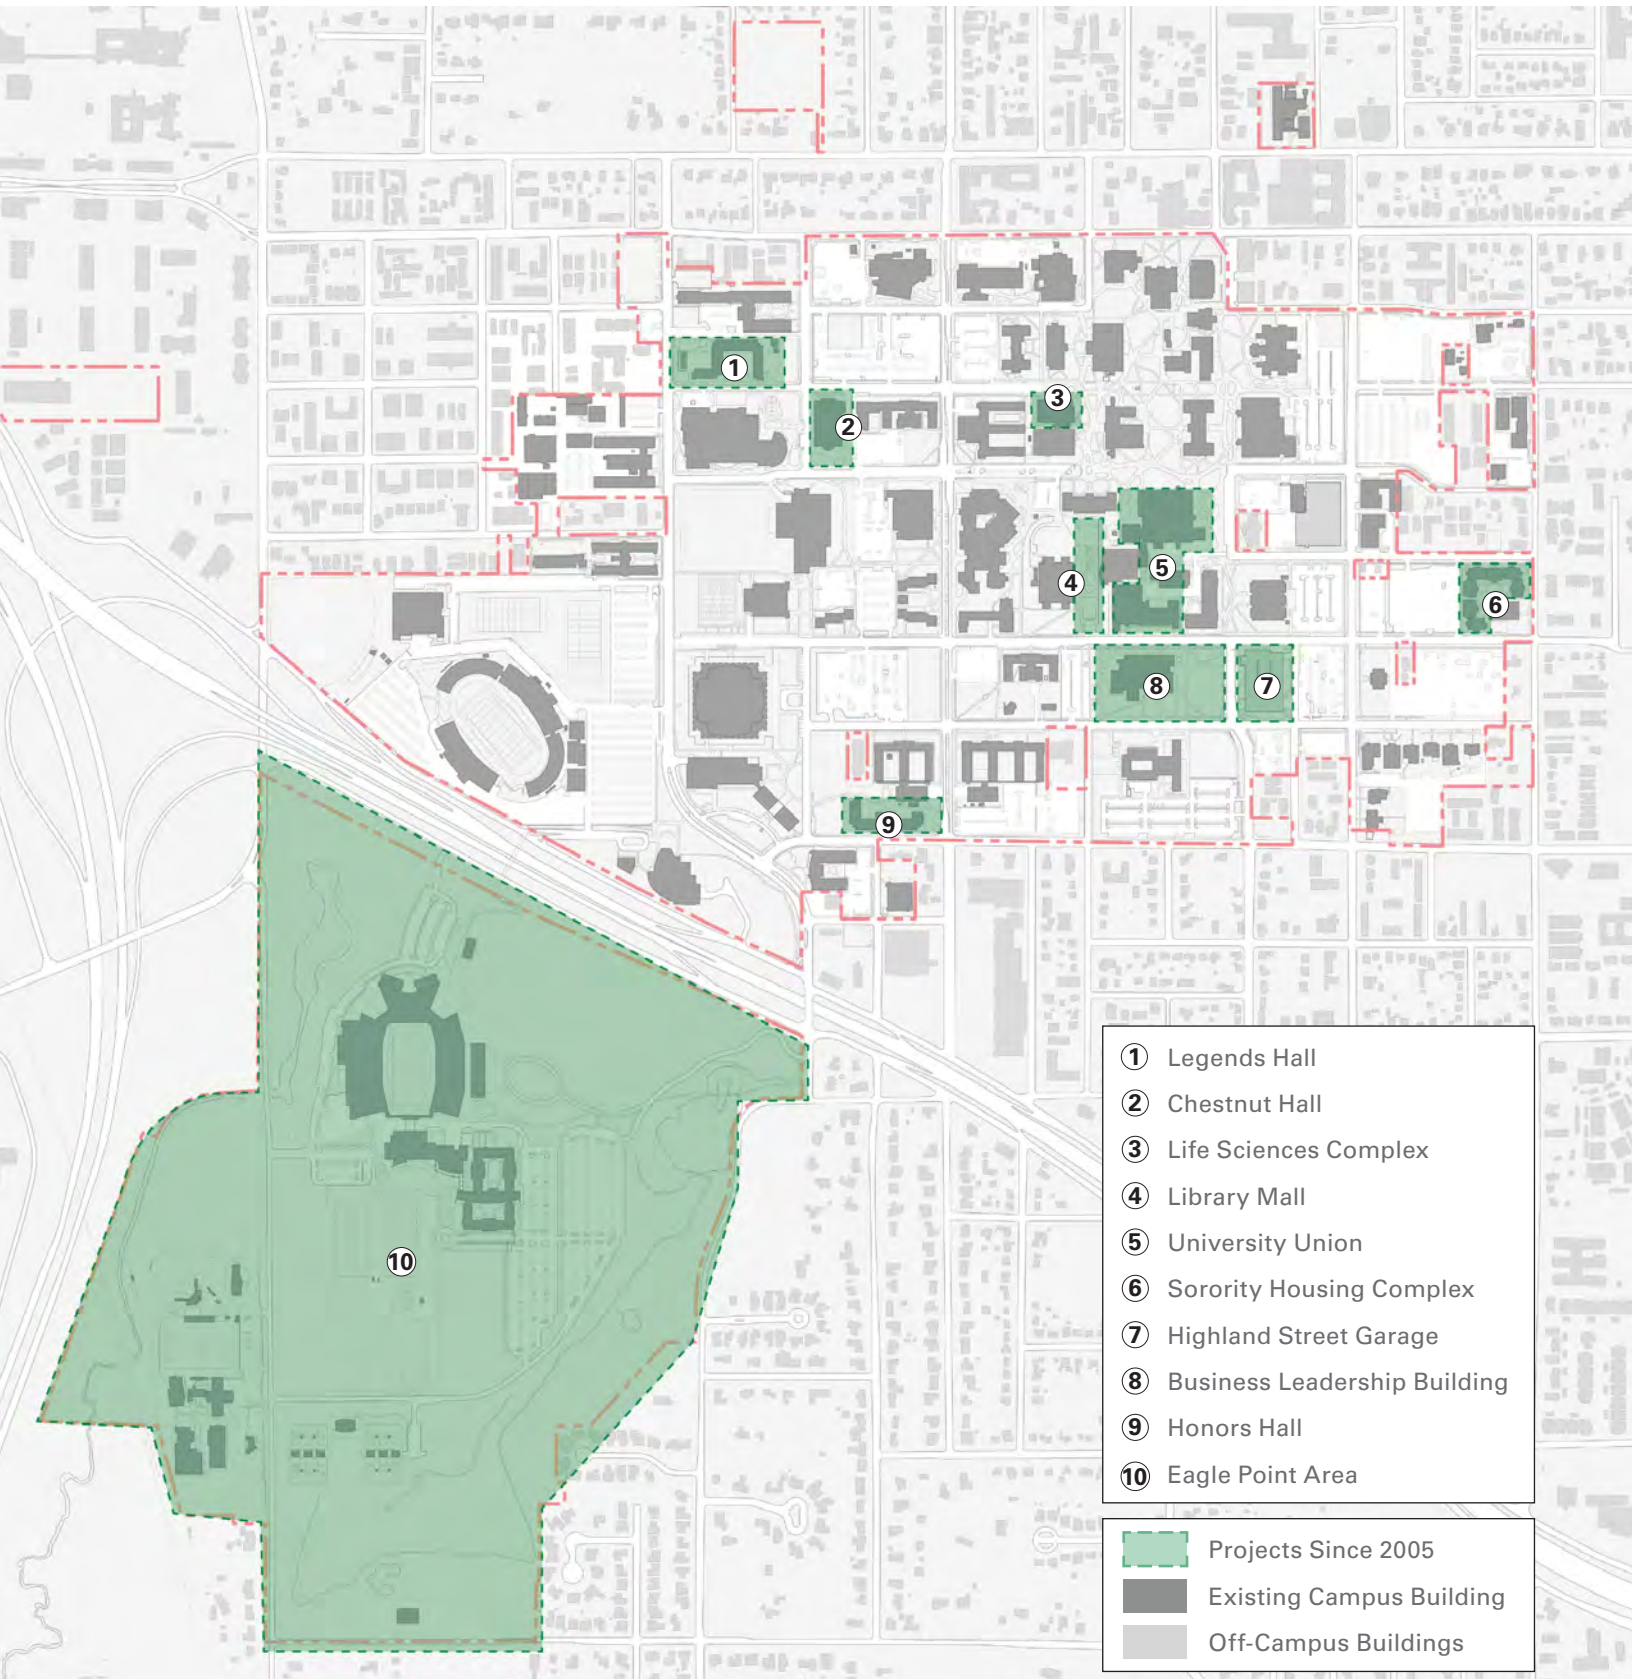 1
2
3
4
5
6
7
8
9
10
1 Legends Hall
2 Chestnut Hall
3 Life Sciences Complex
4 Library Mall
5 University Union
6 Sorority Housing Complex
7 Highland Street Garage
8 Business Leadership Building
9 Honors Hall
10 Eagle Point Area
Projects Since 2005
Existing Campus Building
Off-Campus Buildings